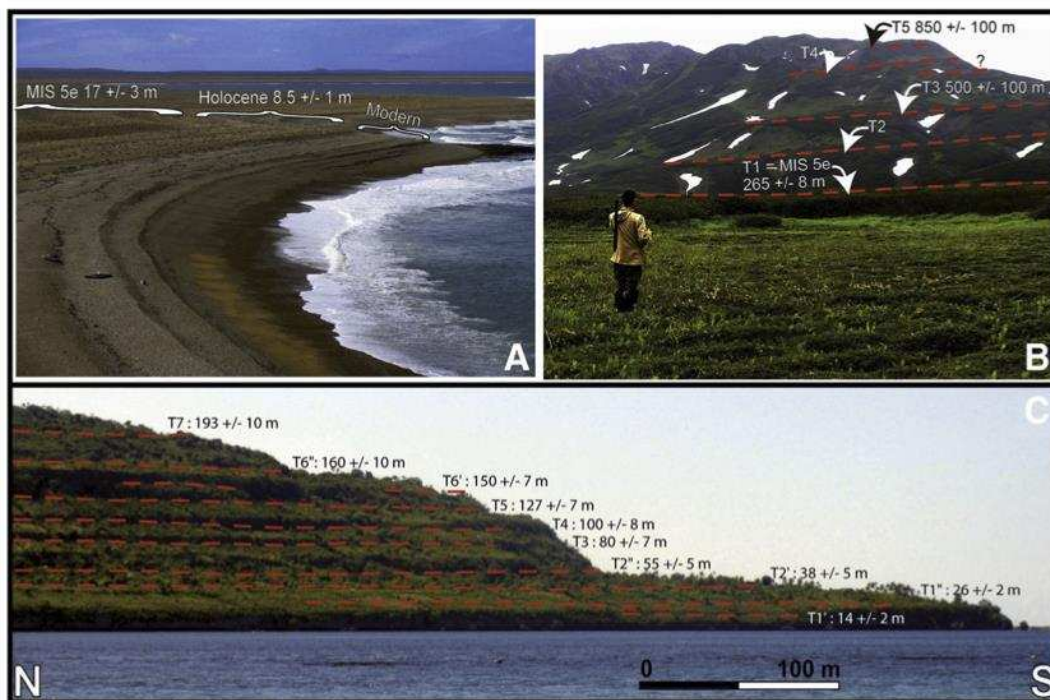 MIS 5e 17 +/- 3 m
Holocene 8.5 +/- 1 m
Modern
A
T5 850 +/- 100 m
T4
?
T3 500 +/- 100 m
T2
T1 = MIS 5e
265 +/- 8 m
B
C
T7 : 193 +/- 10 m
T6" : 160 +/- 10 m
T6' : 150 +/- 7 m
T5 : 127 +/- 7 m
T4 : 100 +/- 8 m
T3 : 80 +/- 7 m
T2" : 55 +/- 5 m
T2' : 38 +/- 5 m
T1" : 26 +/- 2 m
T1' : 14 +/- 2 m
0 100 m
N S